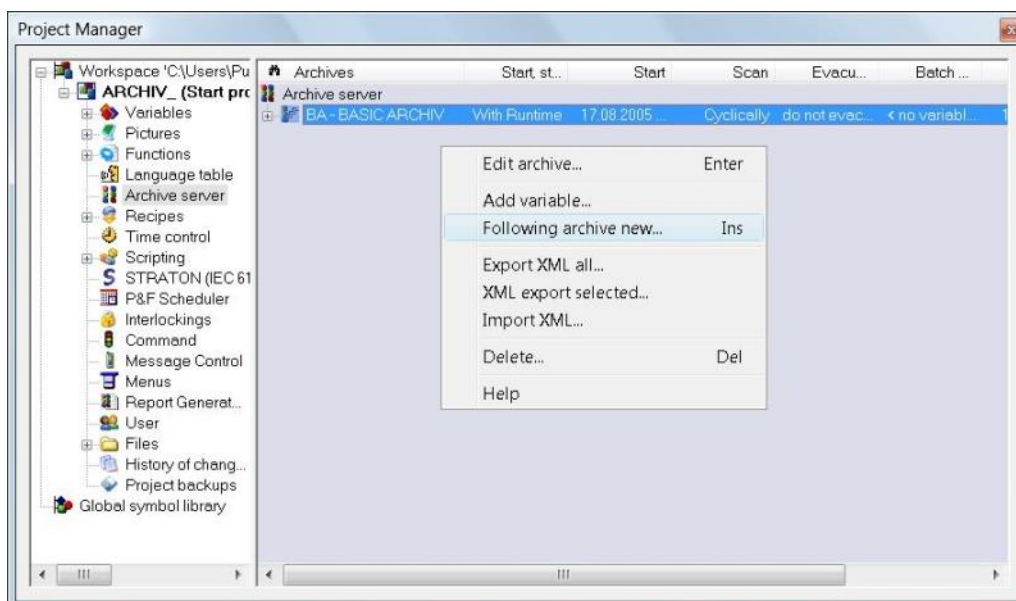 Project Manager
Workspace 'C:\Users\Pu
ARCHIV_ (Start prc
Variables
Pictures
Functions
Language table
Archive server
Recipes
Time control
Scripting
STRATON (IEC 61
P&F Scheduler
Interlockings
Command
Message Control
Menus
Report Generat...
User
Files
History of chang...
Project backups
Global symbol library
Archives Start, st... Start Scan Evacu... Batch ...
Archive server
BA - BASIC ARCHIV With Runtime 17.08.2005 ... Cyclically do not evac... < no variabl... 1
Edit archive... Enter
Add variable...
Following archive new... Ins
Export XML all...
XML export selected...
Import XML...
Delete... Del
Help